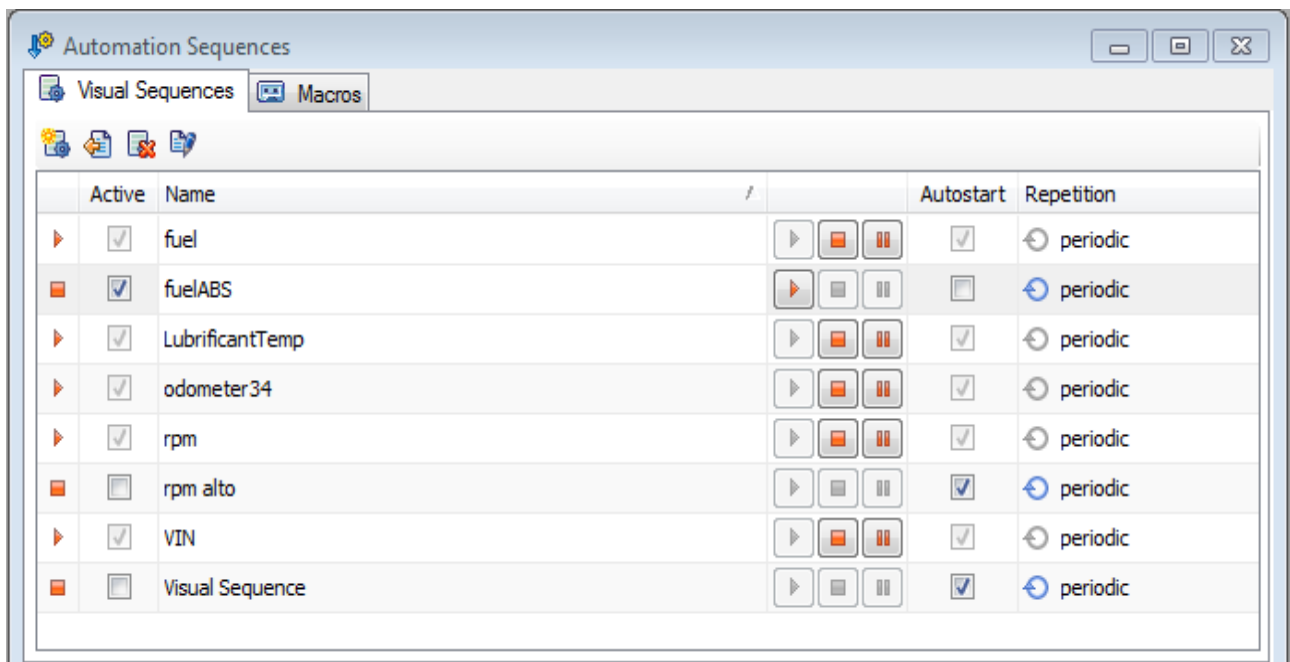 Automation Sequences
Visual Sequences Macros
Active Name Autostart Repetition
fuel periodic
fuelABS periodic
LubrificantTemp periodic
odometer34 periodic
rpm periodic
rpm alto periodic
VIN periodic
Visual Sequence periodic